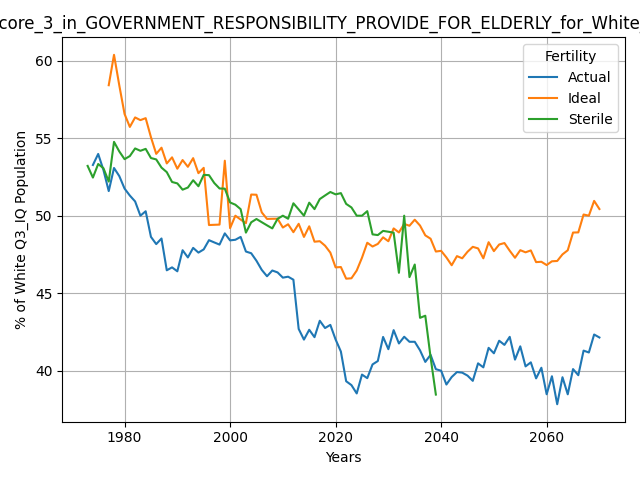 core_3_in_GOVERNMENT_RESPONSIBILITY_PROVIDE_FOR_ELDERLY_for_White_
Fertility
Actual
Ideal
Sterile
% of White Q3_IQ Population
60
55
50
45
40
1980
2000
2020
2040
2060
Years